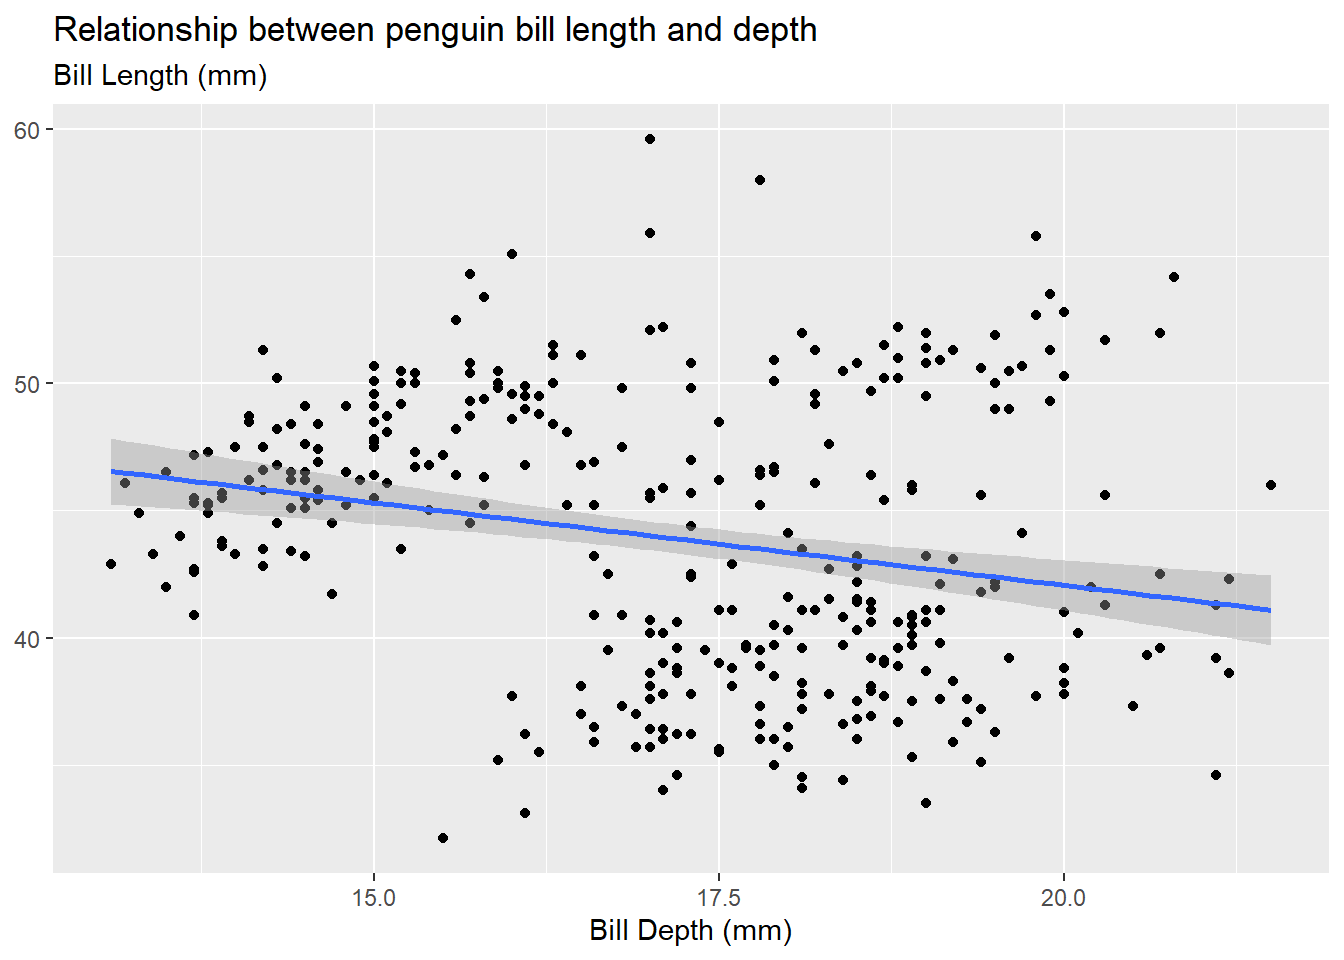 Relationship between penguin bill length and depth
Bill Length (mm)
60
50
40
15.0 17.5 20.0
Bill Depth (mm)